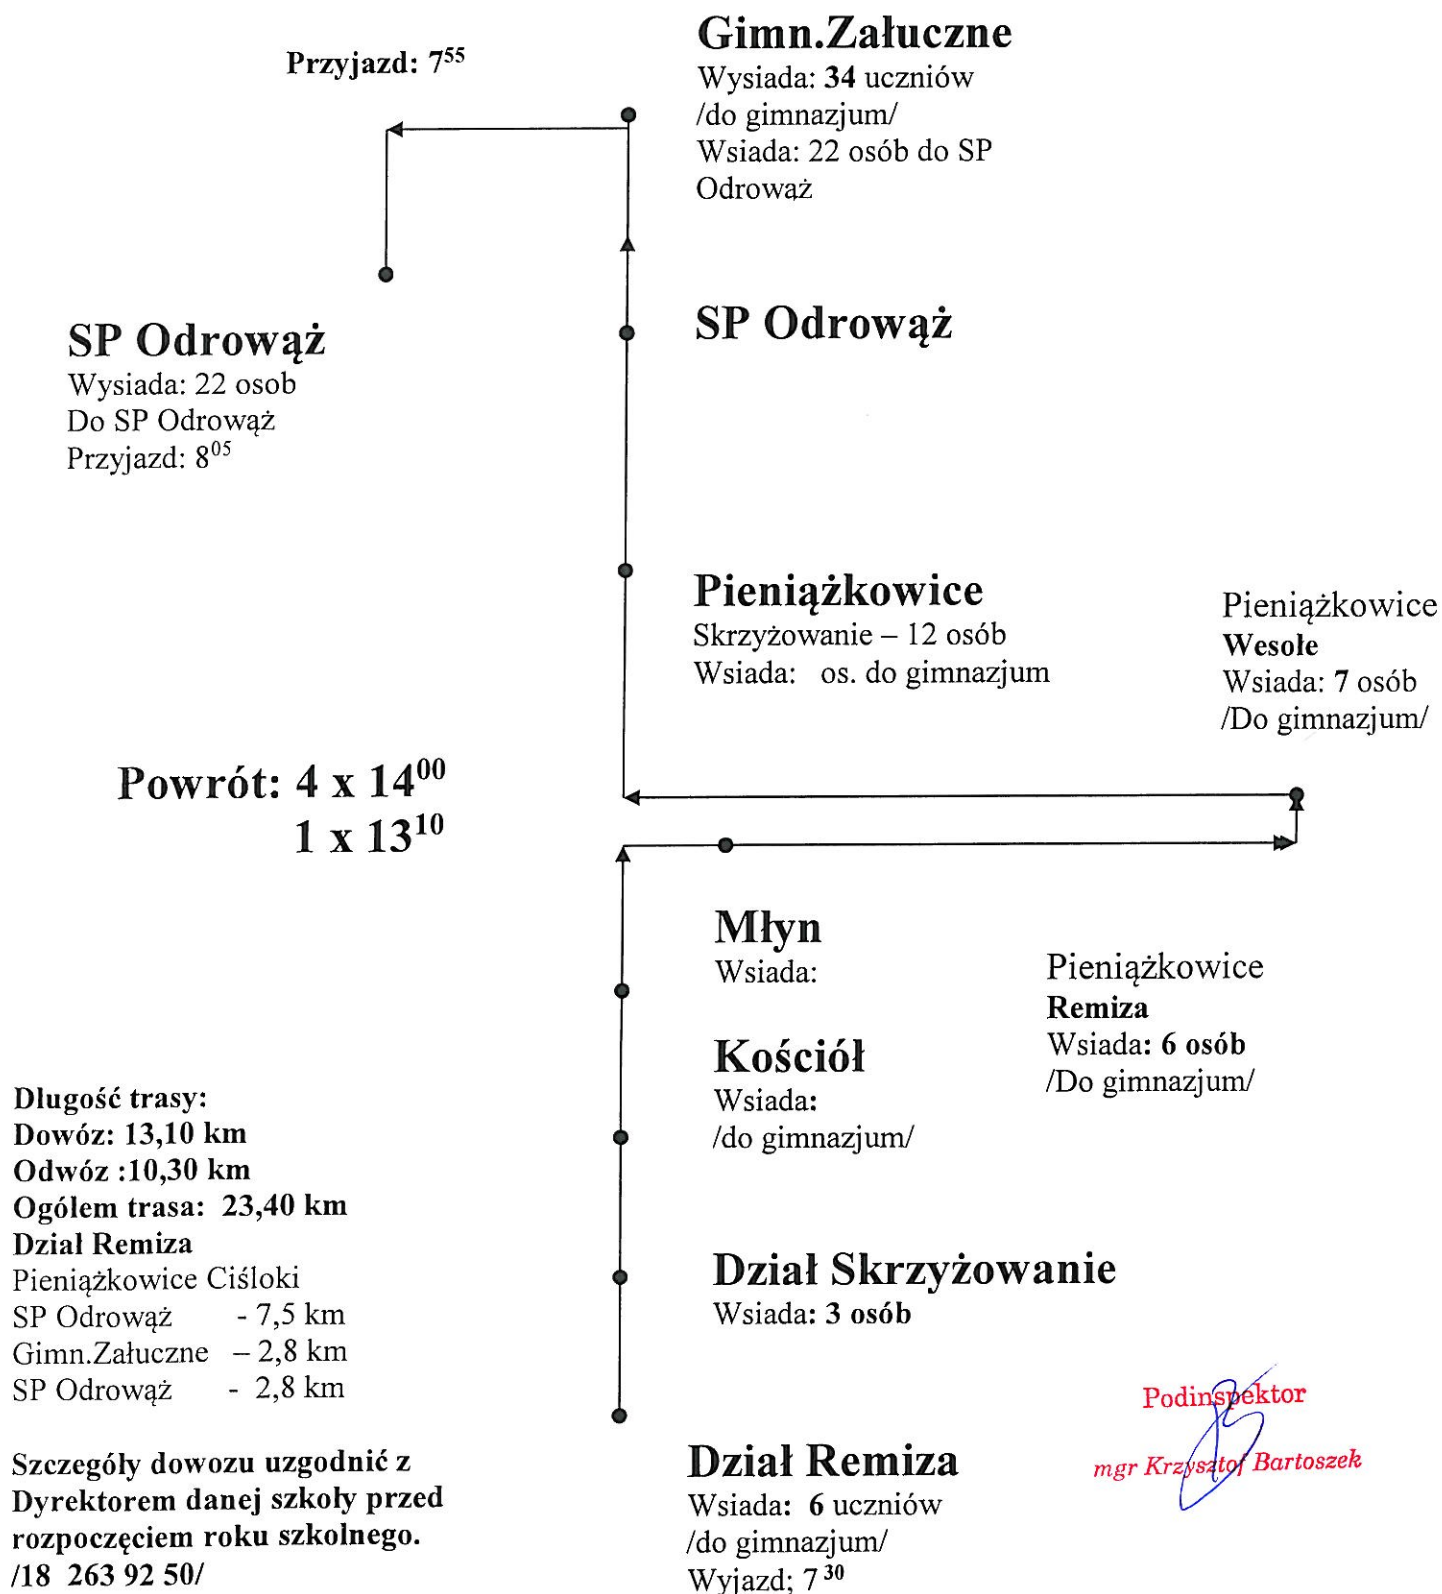 Przyjazd: 7⁵⁵
Gimn.Załuczne
Wysiada: 34 uczniów
/do gimnazjum/
Wsiada: 22 osób do SP
Odrowąż
SP Odrowąż
Wysiada: 22 osob
Do SP Odrowąż
Przyjazd: 8⁰⁵
SP Odrowąż
Pieniążkowice
Skrzyżowanie – 12 osób
Wsiada: os. do gimnazjum
Pieniążkowice
Wesołe
Wsiada: 7 osób
/Do gimnazjum/
Powrót: 4 x 14⁰⁰
1 x 13¹⁰
Młyn
Wsiada:
Pieniążkowice
Remiza
Wsiada: 6 osób
/Do gimnazjum/
Kościół
Wsiada:
/do gimnazjum/
Długość trasy:
Dowóz: 13,10 km
Odwóz :10,30 km
Ogółem trasa: 23,40 km
Dział Remiza
Pieniążkowice Ciśloki
SP Odrowąż - 7,5 km
Gimn.Załuczne – 2,8 km
SP Odrowąż - 2,8 km
Dział Skrzyżowanie
Wsiada: 3 osób
Szczegóły dowozu uzgodnić z
Dyrektorem danej szkoły przed
rozpoczęciem roku szkolnego.
/18 263 92 50/
Dział Remiza
Wsiada: 6 uczniów
/do gimnazjum/
Wyjazd; 7³⁰
Podinspektor
mgr Krzysztof Bartoszek